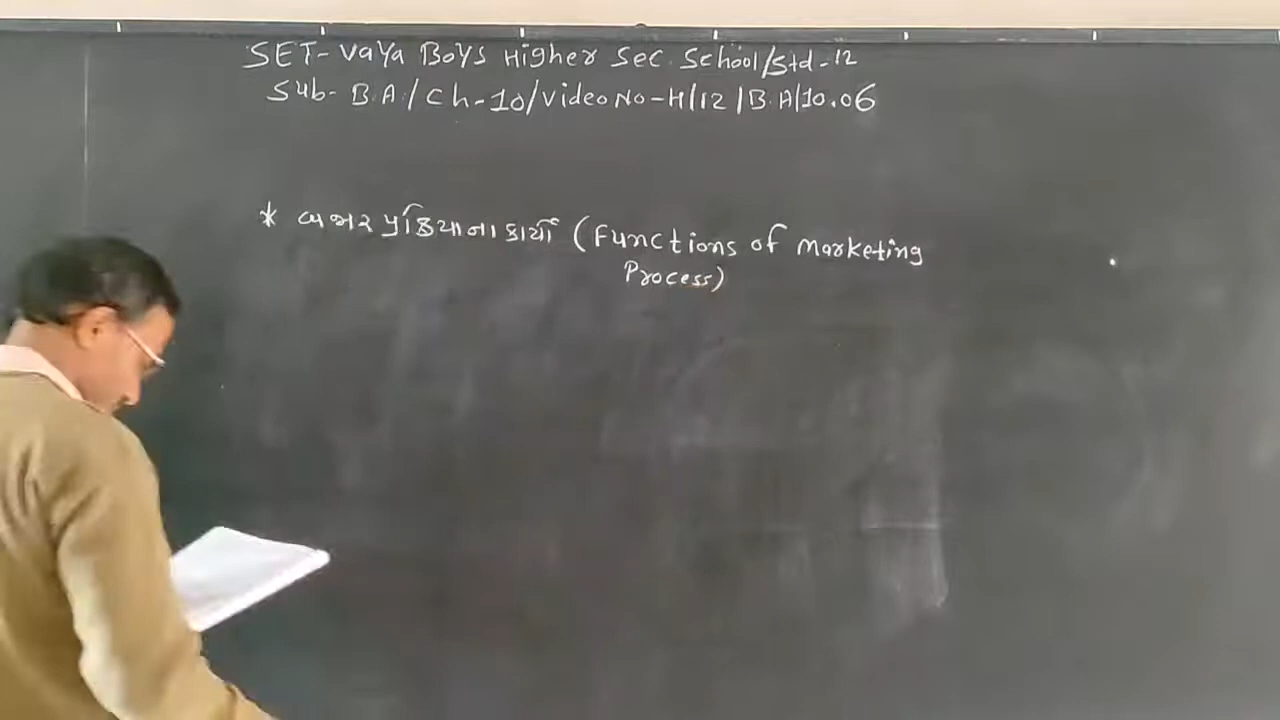 SET-Vaya Boys Higher Sec. School/Std-12
Sub- B.A./Ch-10/Video No-H/12/B.A/10.06
* બજાર પ્રક્રિયાના કાર્યો (Functions of Marketing
Process)